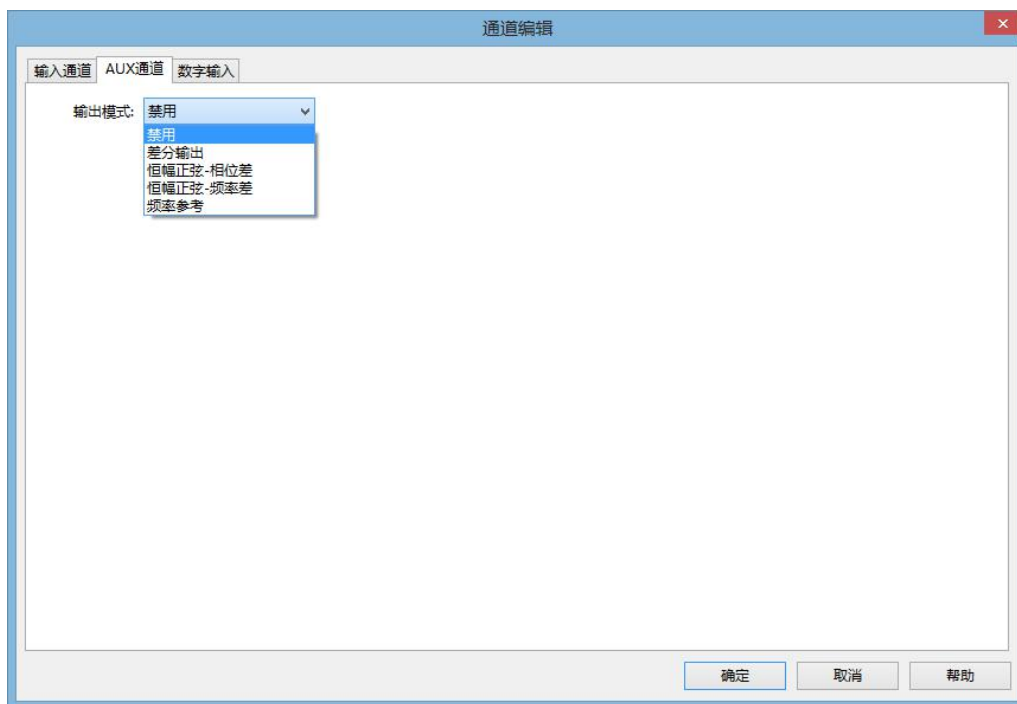 通道编辑
输入通道 AUX通道 数字输入
输出模式: 禁用
禁用
差分输出
恒幅正弦-相位差
恒幅正弦-频率差
频率参考
确定 取消 帮助